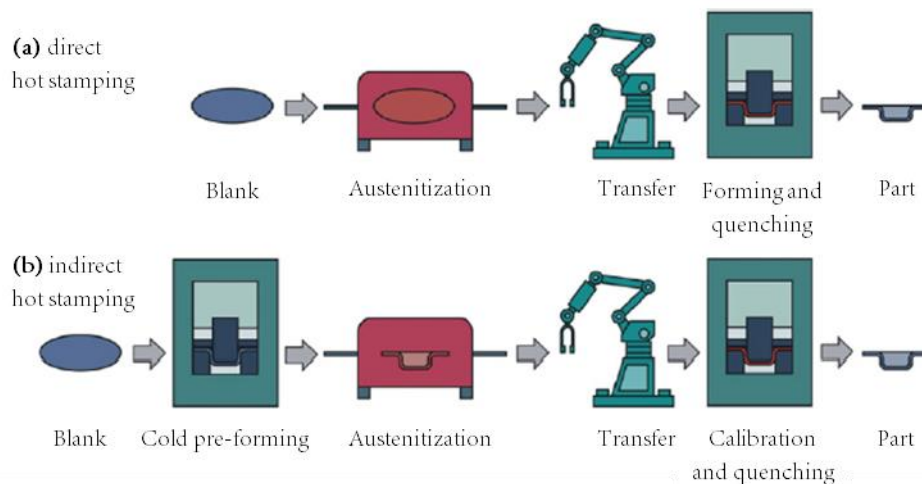 (a) direct
hot stamping
Blank
Austenitization
Transfer
Forming and
quenching
Part
(b) indirect
hot stamping
Blank
Cold pre-forming
Austenitization
Transfer
Calibration
and quenching
Part